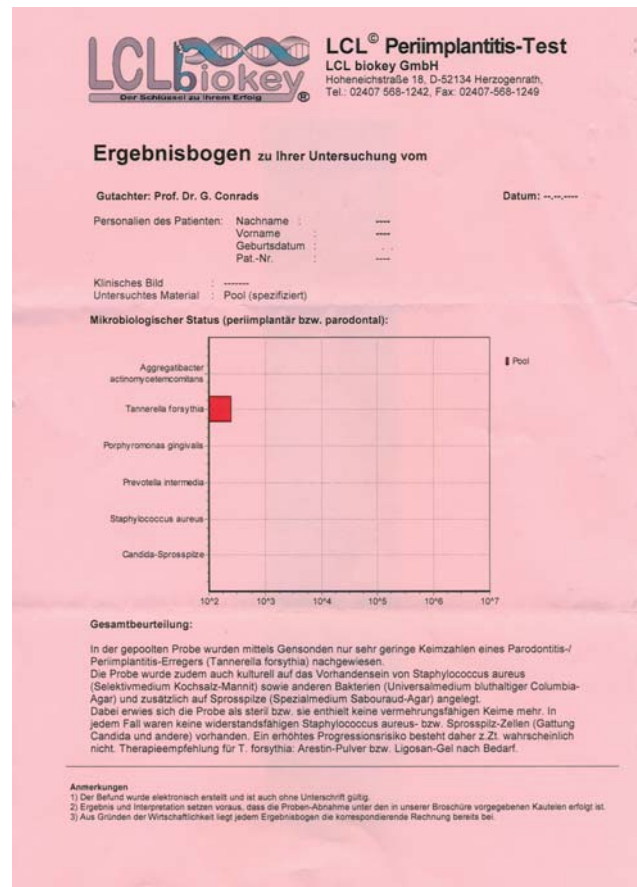 LCLbiokey®
Der Schlüssel zu Ihrem Erfolg
LCL© Periimplantitis-Test
LCL biokey GmbH
Hoheneichstraße 18, D-52134 Herzogenrath,
Tel.: 02407 568-1242, Fax: 02407-568-1249
Ergebnisbogen zu Ihrer Untersuchung vom
Gutachter: Prof. Dr. G. Conrads Datum: --.--.----
Personalien des Patienten: Nachname : ----
Vorname : ----
Geburtsdatum : . .
Pat.-Nr. : ----
Klinisches Bild : -------
Untersuchtes Material : Pool (spezifiziert)
Mikrobiologischer Status (periimplantär bzw. parodontal):
Pool
Aggregatibacter
actinomycetemcomitans
Tannerella forsythia
Porphyromonas gingivalis
Prevotella intermedia
Staphylococcus aureus
Candida-Sprosspilze
10^2 10^3 10^4 10^5 10^6 10^7
Gesamtbeurteilung:
In der gepoolten Probe wurden mittels Gensonden nur sehr geringe Keimzahlen eines Parodontitis-/
Periimplantitis-Erregers (Tannerella forsythia) nachgewiesen.
Die Probe wurde zudem auch kulturell auf das Vorhandensein von Staphylococcus aureus
(Selektivmedium Kochsalz-Mannit) sowie anderen Bakterien (Universalmedium bluthaltiger Columbia-
Agar) und zusätzlich auf Sprosspilze (Spezialmedium Sabouraud-Agar) angelegt.
Dabei erwies sich die Probe als steril bzw. sie enthielt keine vermehrungsfähigen Keime mehr. In
jedem Fall waren keine widerstandsfähigen Staphylococcus aureus- bzw. Sprosspilz-Zellen (Gattung
Candida und andere) vorhanden. Ein erhöhtes Progressionsrisiko besteht daher z.Zt. wahrscheinlich
nicht. Therapieempfehlung für T. forsythia: Arestin-Pulver bzw. Ligosan-Gel nach Bedarf.
Anmerkungen
1) Der Befund wurde elektronisch erstellt und ist auch ohne Unterschrift gültig.
2) Ergebnis und Interpretation setzen voraus, dass die Proben-Abnahme unter den in unserer Broschüre vorgegebenen Kautelen erfolgt ist.
3) Aus Gründen der Wirtschaftlichkeit liegt jedem Ergebnisbogen die korrespondierende Rechnung bereits bei.